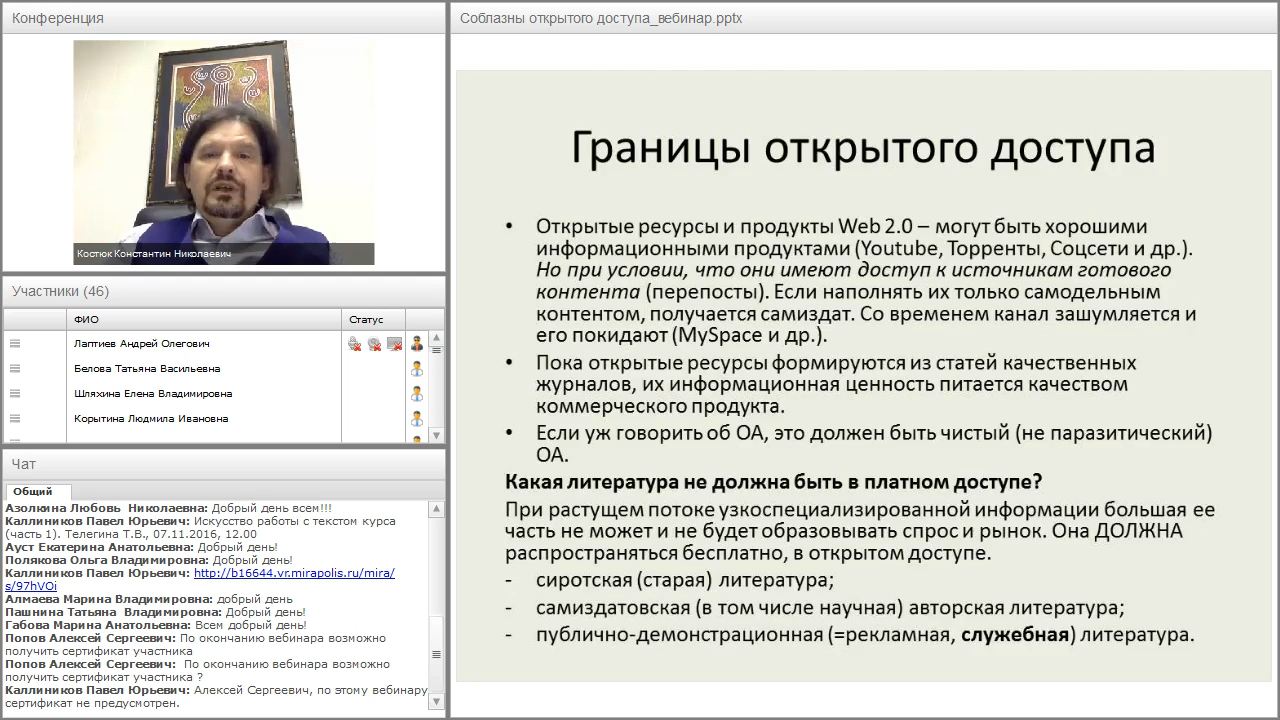 Конференция
Костюк Константин Николаевич
Участники (46)
ФИО
Статус
Лаптиев Андрей Олегович
Белова Татьяна Васильевна
Шляхина Елена Владимировна
Корытина Людмила Ивановна
Чат
Общий
Азолкина Любовь Николаевна: Добрый день всем!!!
Каллиников Павел Юрьевич: Искусство работы с текстом курса
(часть 1). Телегина Т.В., 07.11.2016, 12.00
Ауст Екатерина Анатольевна: Добрый день!
Полякова Ольга Владимировна: Добрый день!
Каллиников Павел Юрьевич: http://b16644.vr.mirapolis.ru/mira/
s/97hVOi
Алмаева Марина Владимировна: добрый день
Пашнина Татьяна Владимировна: Добрый день!
Габова Марина Анатольевна: Всем добрый день!
Попов Алексей Сергеевич: По окончанию вебинара возможно
получить сертификат участника
Попов Алексей Сергеевич: По окончанию вебинара возможно
получить сертификат участника ?
Каллиников Павел Юрьевич: Алексей Сергеевич, по этому вебинару
сертификат не предусмотрен.
Соблазны открытого доступа_вебинар.pptx
Границы открытого доступа
• Открытые ресурсы и продукты Web 2.0 – могут быть хорошими
информационными продуктами (Youtube, Торренты, Соцсети и др.).
Но при условии, что они имеют доступ к источникам готового
контента (перепосты). Если наполнять их только самодельным
контентом, получается самиздат. Со временем канал зашумляется и
его покидают (MySpace и др.).
• Пока открытые ресурсы формируются из статей качественных
журналов, их информационная ценность питается качеством
коммерческого продукта.
• Если уж говорить об ОА, это должен быть чистый (не паразитический)
ОА.
Какая литература не должна быть в платном доступе?
При растущем потоке узкоспециализированной информации большая ее
часть не может и не будет образовывать спрос и рынок. Она ДОЛЖНА
распространяться бесплатно, в открытом доступе.
- сиротская (старая) литература;
- самиздатовская (в том числе научная) авторская литература;
- публично-демонстрационная (=рекламная, служебная) литература.